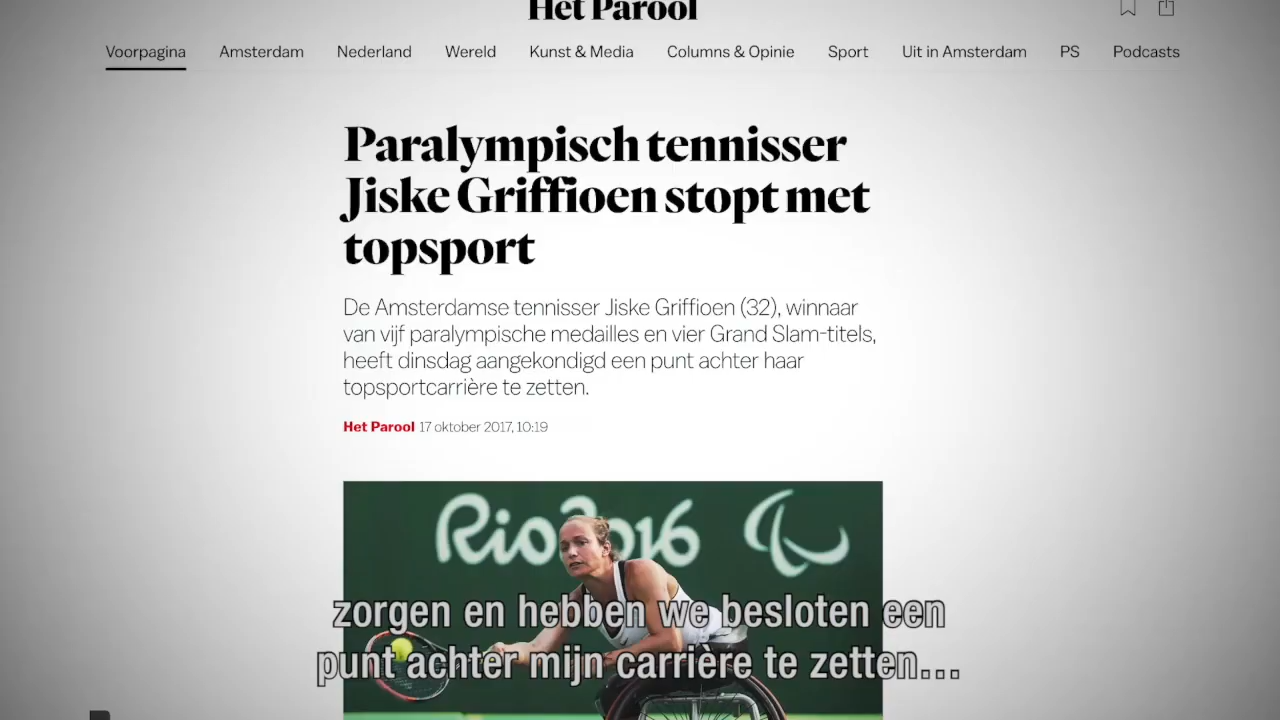 Het Parool
Voorpagina Amsterdam Nederland Wereld Kunst & Media Columns & Opinie Sport Uit in Amsterdam PS Podcasts
Paralympisch tennisser
Jiske Griffioen stopt met
topsport
De Amsterdamse tennisser Jiske Griffioen (32), winnaar
van vijf paralympische medailles en vier Grand Slam-titels,
heeft dinsdag aangekondigd een punt achter haar
topsportcarrière te zetten.
Het Parool 17 oktober 2017, 10:19
Rio2016
zorgen en hebben we besloten een
punt achter mijn carrière te zetten...